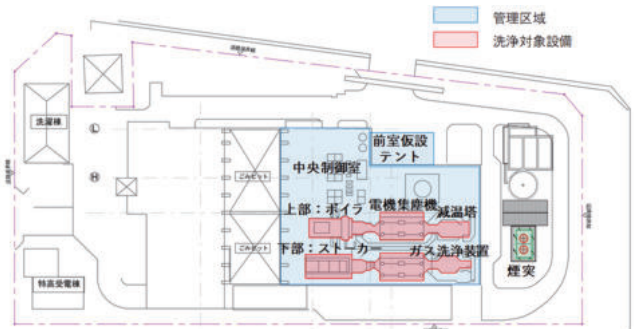 管理区域
洗浄対象設備
洗濯棟
Ⓛ
Ⓗ
前室仮設
テント
中央制御室
ごみピット
電機集塵機
上部：ボイラ
減温塔
下部：ストーカー
ガス洗浄装置
ごみピット
煙突
特高受電棟